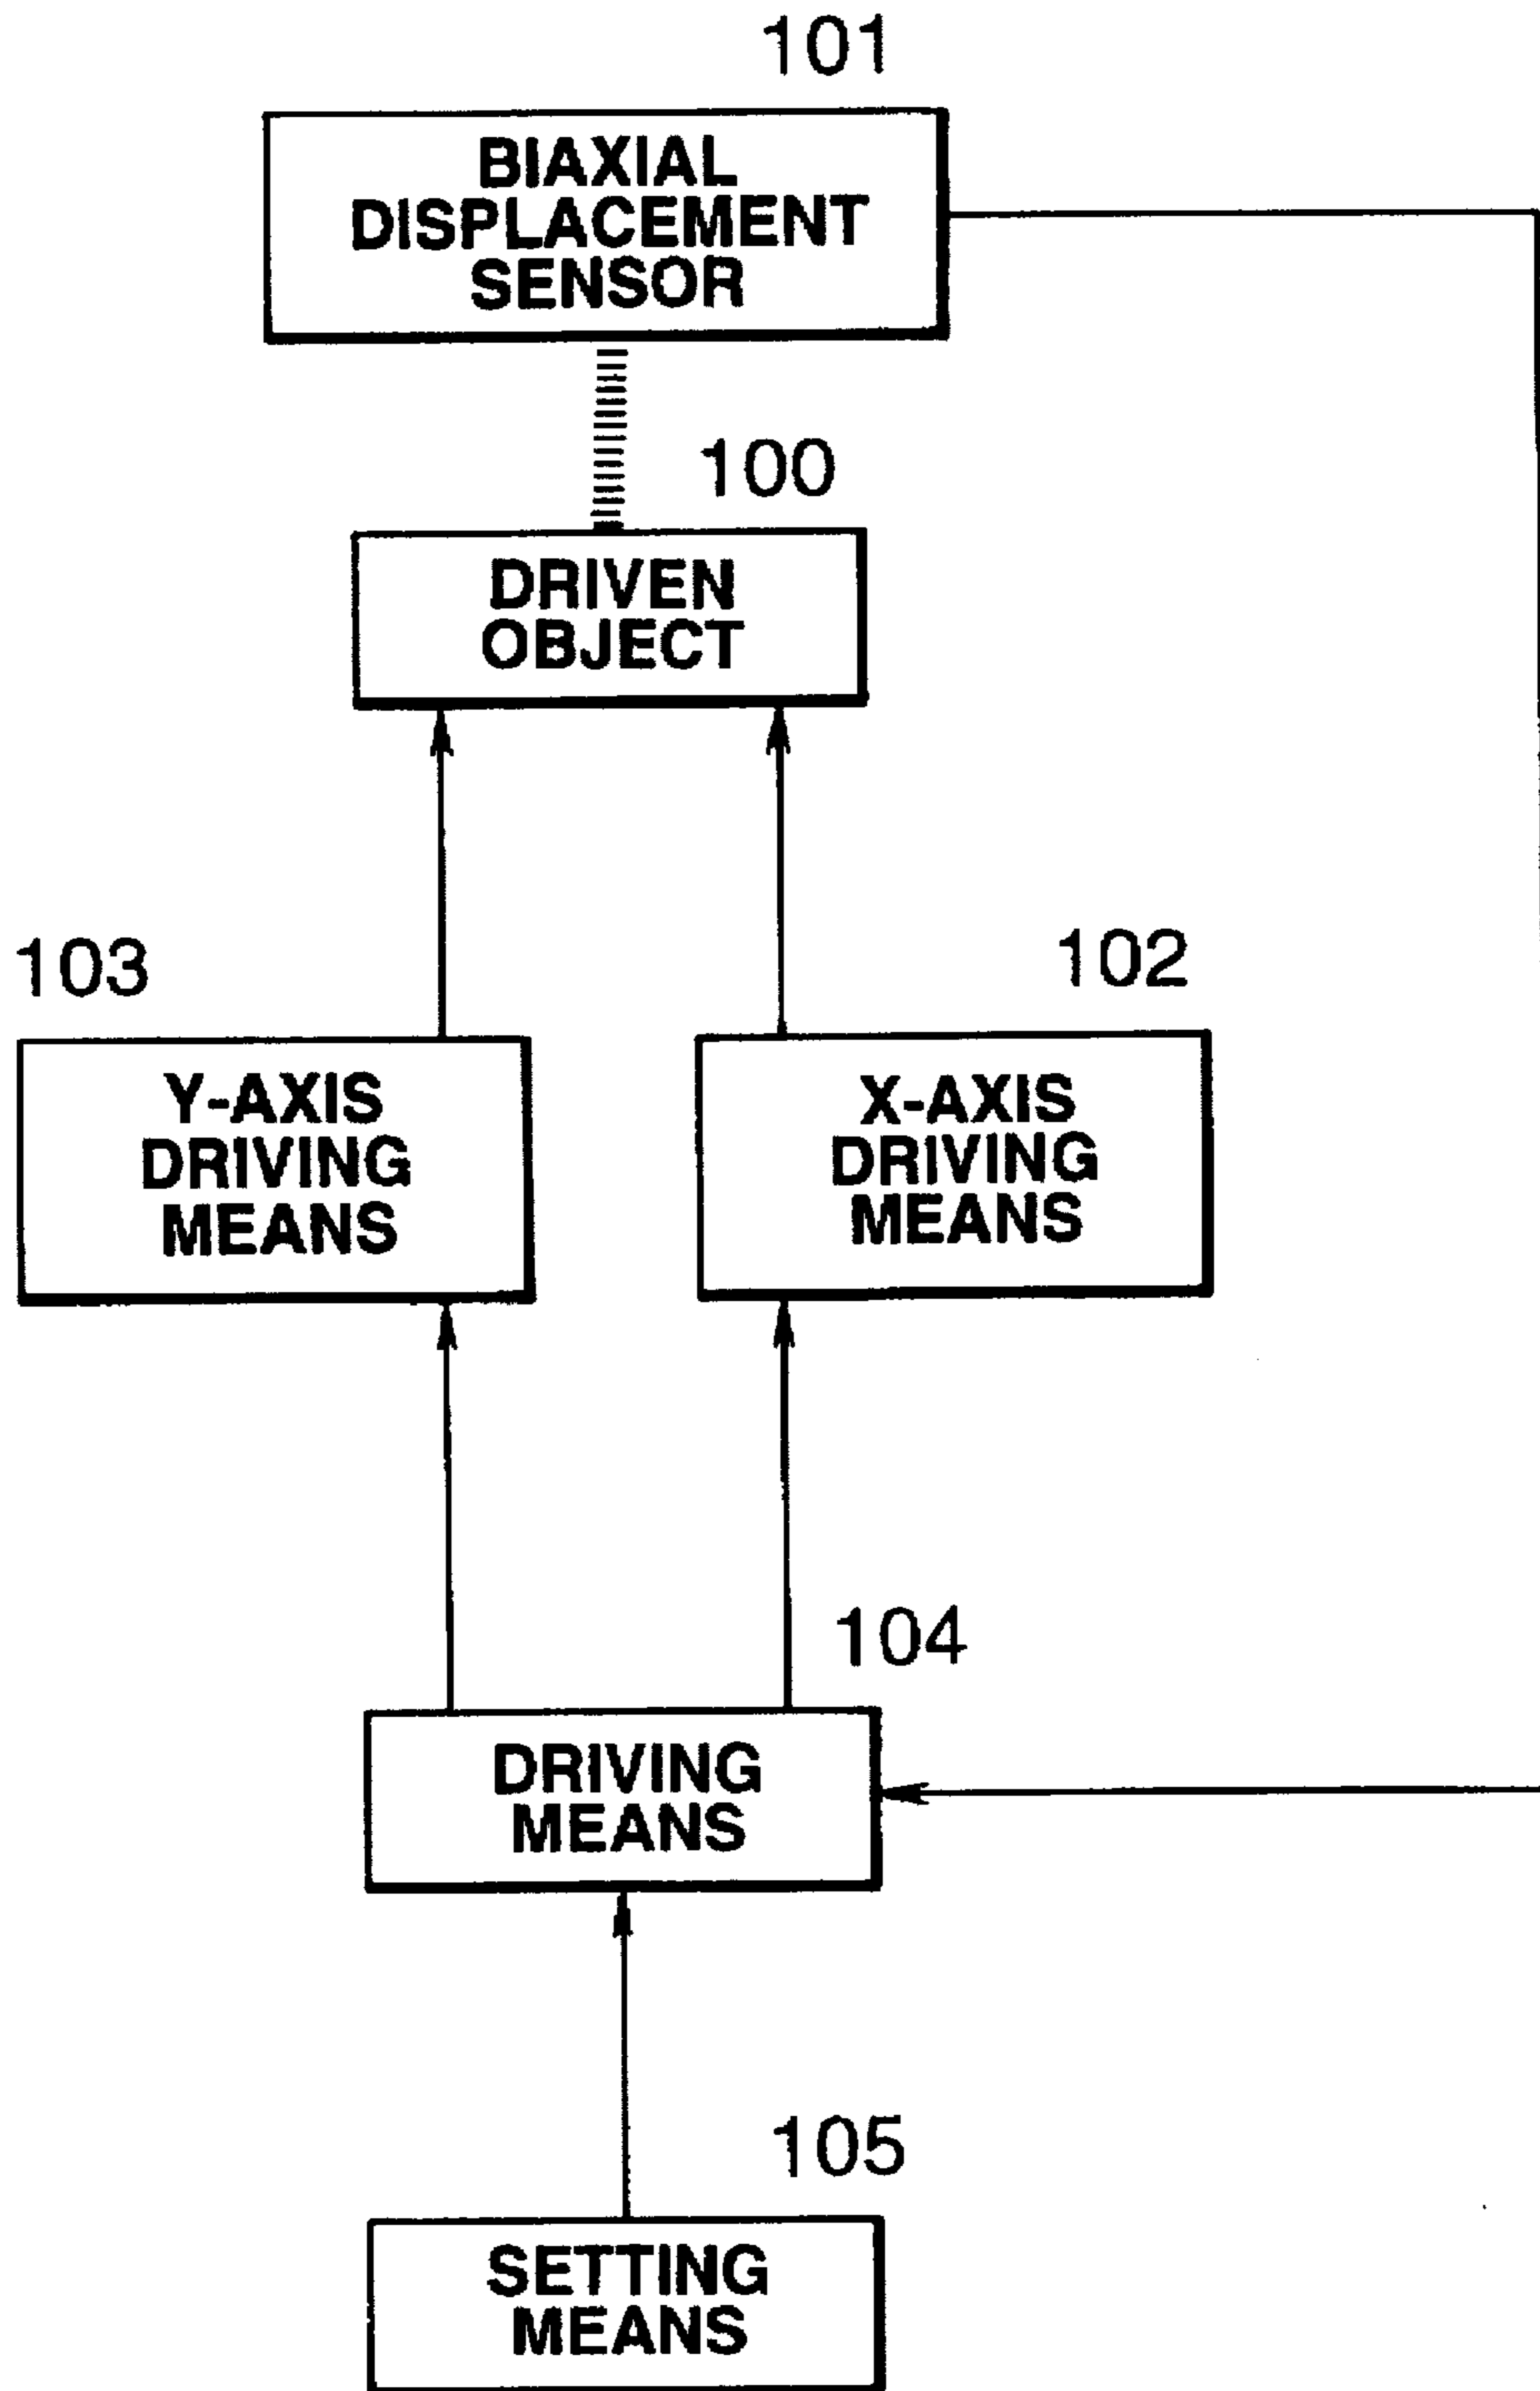 101
BIAXIAL
DISPLACEMENT
SENSOR
100
DRIVEN
OBJECT
103
102
Y-AXIS
DRIVING
MEANS
X-AXIS
DRIVING
MEANS
104
DRIVING
MEANS
105
SETTING
MEANS